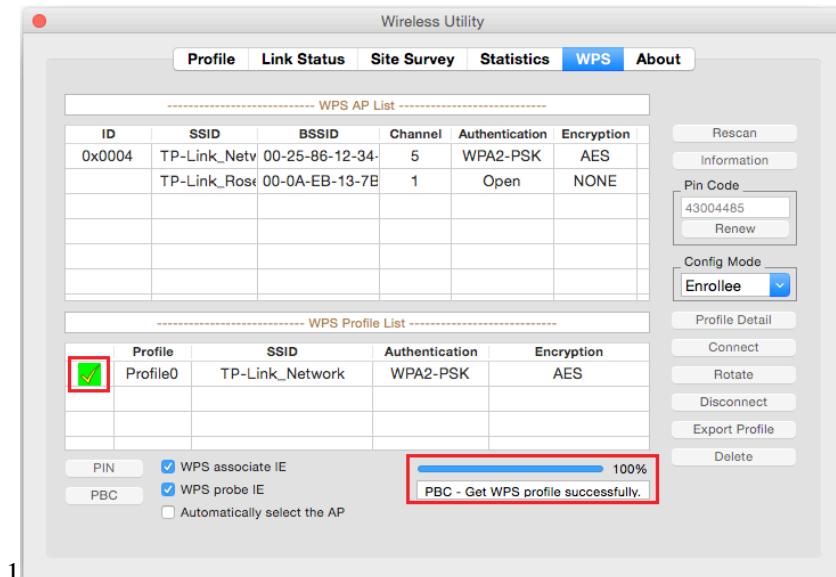 Wireless Utility
Profile Link Status Site Survey Statistics WPS About
---------------------------- WPS AP List ----------------------------
ID SSID BSSID Channel Authentication Encryption
0x0004 TP-Link_Netw 00-25-86-12-34- 5 WPA2-PSK AES
TP-Link_Rose 00-0A-EB-13-7B 1 Open NONE
Rescan
Information
Pin Code
43004485
Renew
Config Mode
Enrollee
---------------------------- WPS Profile List ----------------------------
Profile SSID Authentication Encryption
Profile0 TP-Link_Network WPA2-PSK AES
Profile Detail
Connect
Rotate
Disconnect
Export Profile
Delete
PIN
PBC
WPS associate IE
WPS probe IE
Automatically select the AP
100%
PBC - Get WPS profile successfully.
1